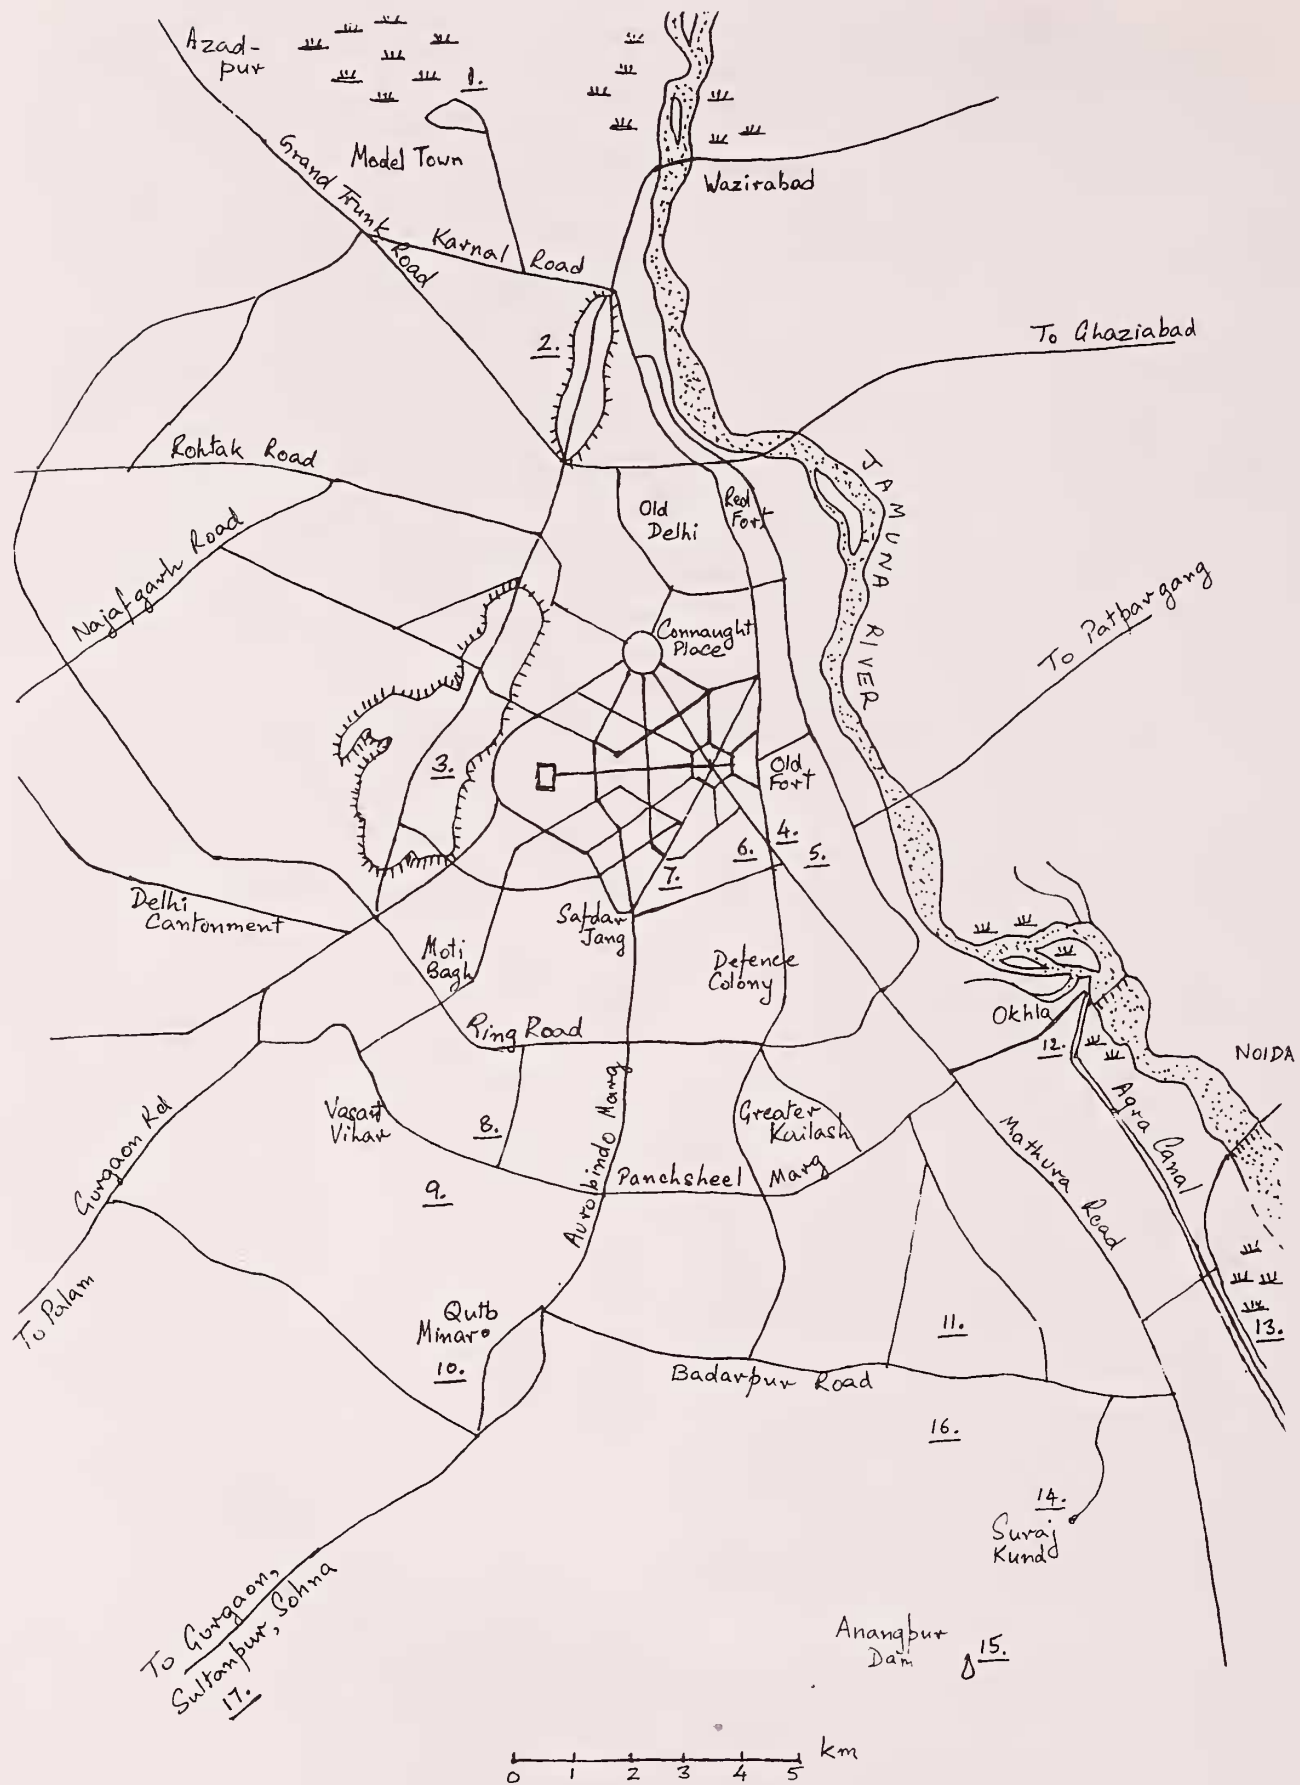 Azad-
pur
1.
Model Town
Wazirabad
Grand Trunk Road
Karnal Road
2.
To Ghaziabad
Rohtak Road
Najafgarh Road
Old
Delhi
Red
Fort
JAMUNA RIVER
Connaught
Place
To Patpargang
3.
Old
Fort
4.
5.
6.
7.
Delhi
Cantonment
Safdar
Jang
Moti
Bagh
Defence
Colony
Okhla
Ring Road
12.
NOIDA
Vasant
Vihar
8.
Greater
Kailash
Agra Canal
Mathura Road
Gurgaon Rd
Aurobindo Marg
Panchsheel Marg
9.
To Palam
Qutb
Minar
10.
11.
13.
Badarpur Road
16.
14.
Suraj
Kund
To Gurgaon,
Sultanpur, Sohna
17.
Anangpur
Dam
15.
km
0 1 2 3 4 5